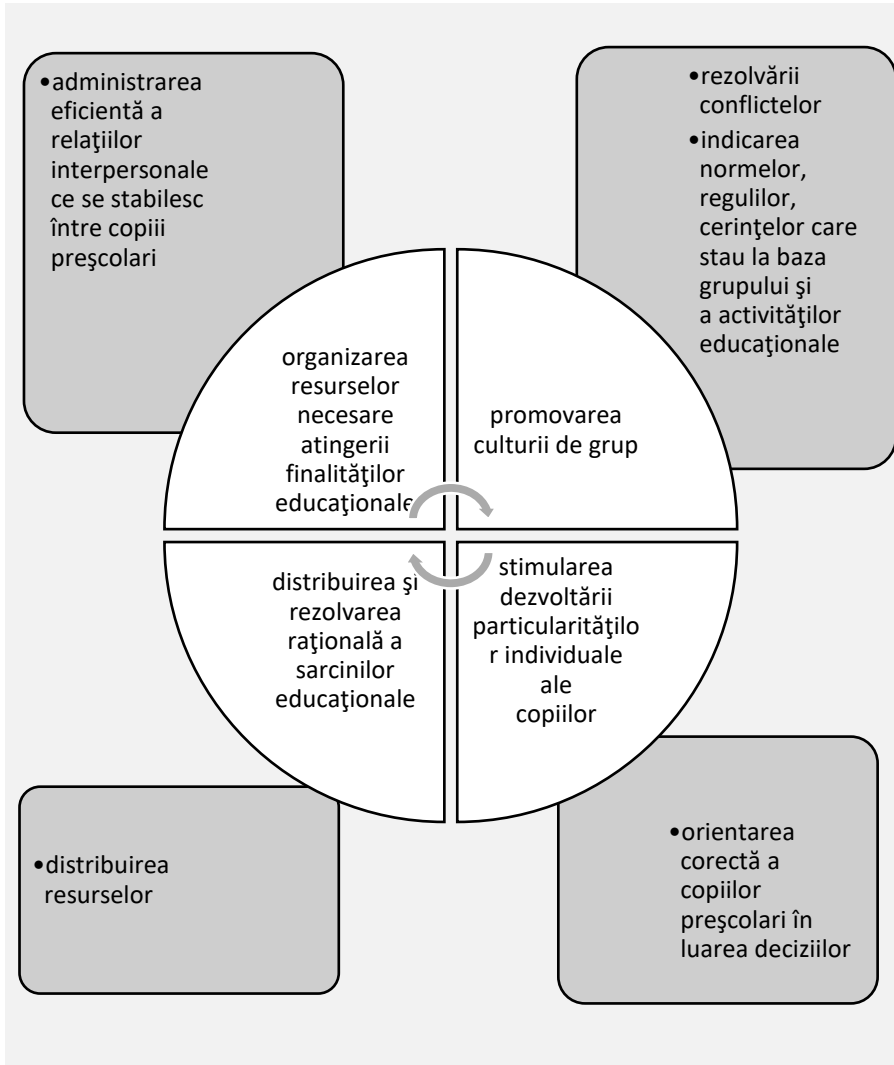 •administrarea
eficientă a
relaţiilor
interpersonale
ce se stabilesc
între copiii
preşcolari
•rezolvării
conflictelor
•indicarea
normelor,
regulilor,
cerinţelor care
stau la baza
grupului şi
a activităţilor
educaţionale
organizarea
resurselor
necesare
atingerii
finalităţilor
educaţionale
promovarea
culturii de grup
distribuirea şi
rezolvarea
raţională a
sarcinilor
educaţionale
stimularea
dezvoltării
particularităţilo
r individuale
ale
copiilor
•distribuirea
resurselor
•orientarea
corectă a
copiilor
preşcolari în
luarea deciziilor